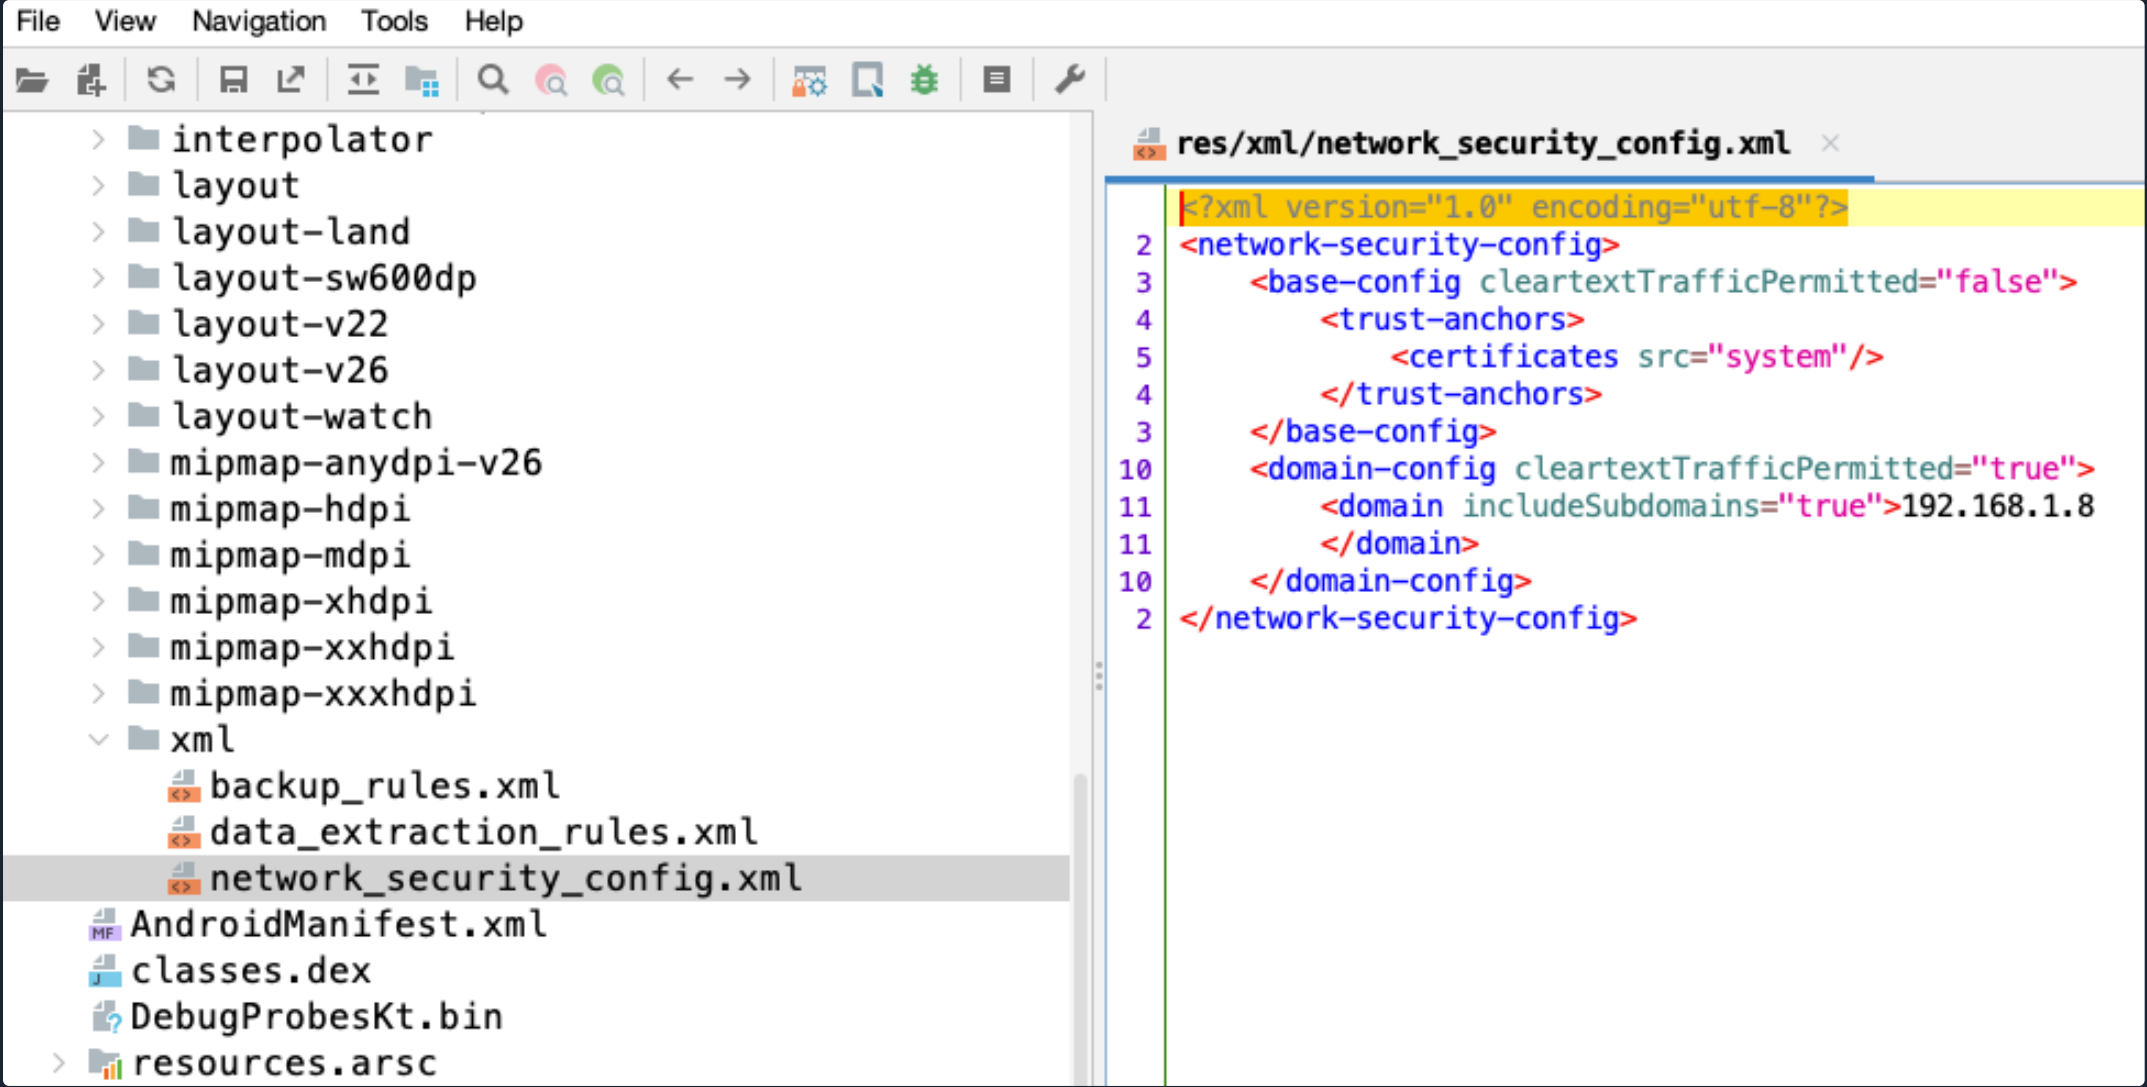 File View Navigation Tools Help
interpolator
layout
layout-land
layout-sw600dp
layout-v22
layout-v26
layout-watch
mipmap-anydpi-v26
mipmap-hdpi
mipmap-mdpi
mipmap-xhdpi
mipmap-xxhdpi
mipmap-xxxhdpi
xml
backup_rules.xml
data_extraction_rules.xml
network_security_config.xml
MF AndroidManifest.xml
J classes.dex
? DebugProbesKt.bin
resources.arsc
res/xml/network_security_config.xml
<?xml version="1.0" encoding="utf-8"?>
2 <network-security-config>
3 <base-config cleartextTrafficPermitted="false">
4 <trust-anchors>
5 <certificates src="system"/>
4 </trust-anchors>
3 </base-config>
10 <domain-config cleartextTrafficPermitted="true">
11 <domain includeSubdomains="true">192.168.1.8
11 </domain>
10 </domain-config>
2 </network-security-config>